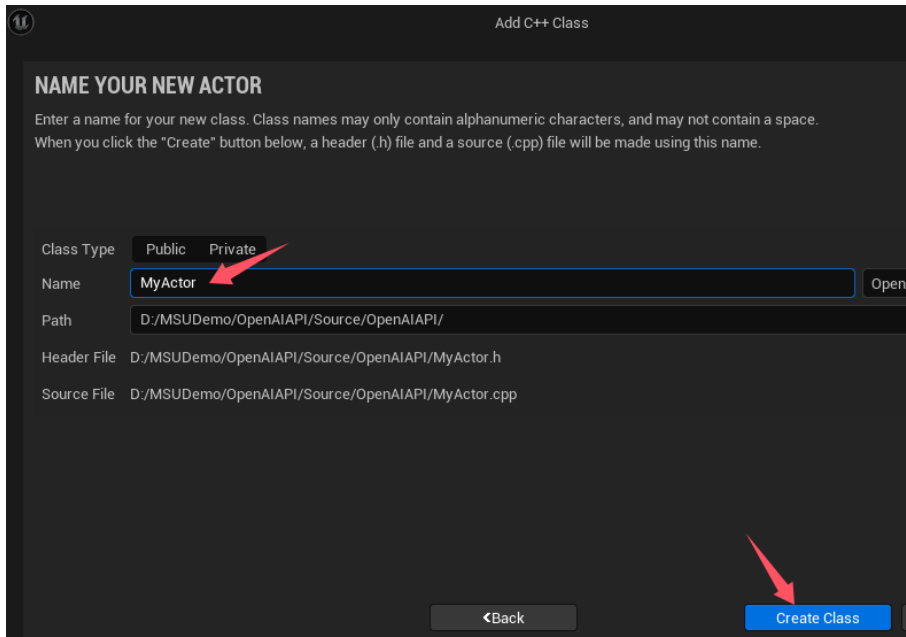 Add C++ Class
NAME YOUR NEW ACTOR
Enter a name for your new class. Class names may only contain alphanumeric characters, and may not contain a space.
When you click the "Create" button below, a header (.h) file and a source (.cpp) file will be made using this name.
Class Type Public Private
Name MyActor Open
Path D:/MSUDemo/OpenAIAPI/Source/OpenAIAPI/
Header File D:/MSUDemo/OpenAIAPI/Source/OpenAIAPI/MyActor.h
Source File D:/MSUDemo/OpenAIAPI/Source/OpenAIAPI/MyActor.cpp
<Back Create Class